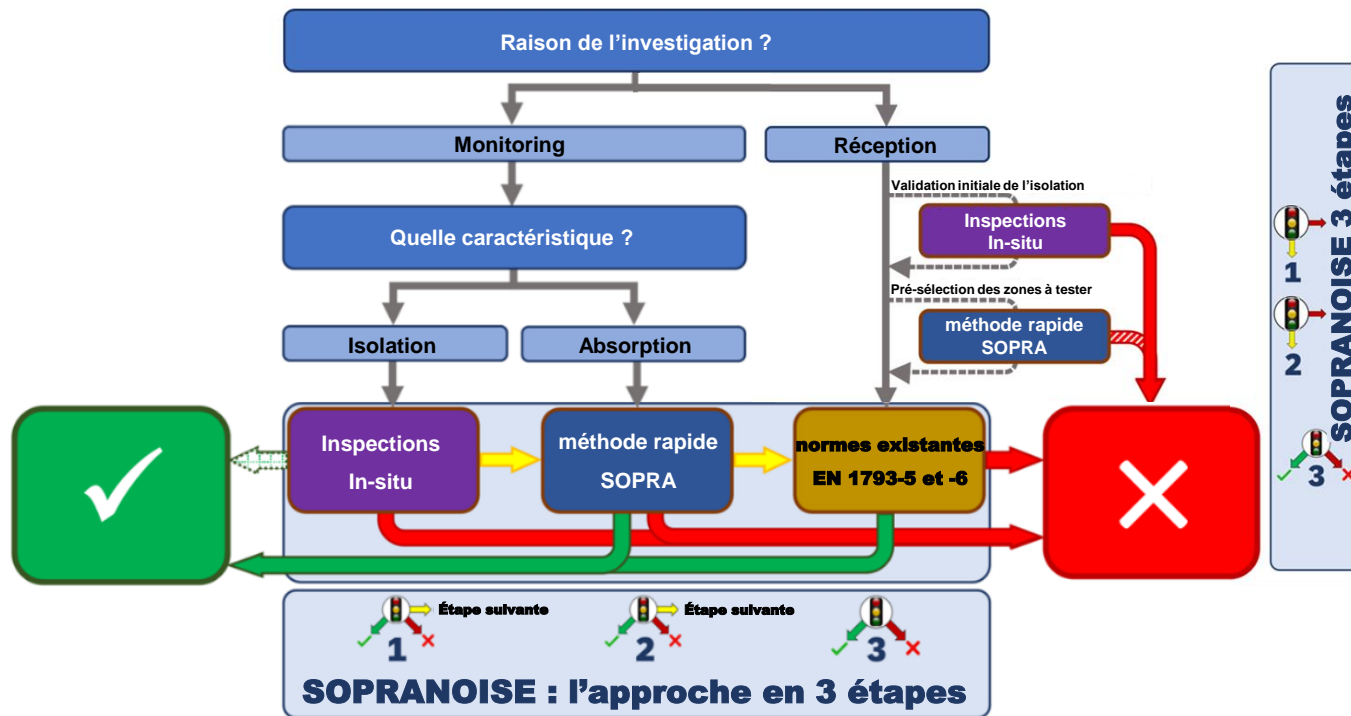 Raison de l’investigation ?
Monitoring
Réception
Validation initiale de l’isolation
Inspections
In-situ
Quelle caractéristique ?
Pré-sélection des zones à tester
méthode rapide
SOPRA
Isolation
Absorption
Inspections
In-situ
méthode rapide
SOPRA
normes existantes
EN 1793-5 et -6
Étape suivante
Étape suivante
1
2
3
SOPRANOISE : l’approche en 3 étapes
SOPRANOISE 3 étapes
1
2
3